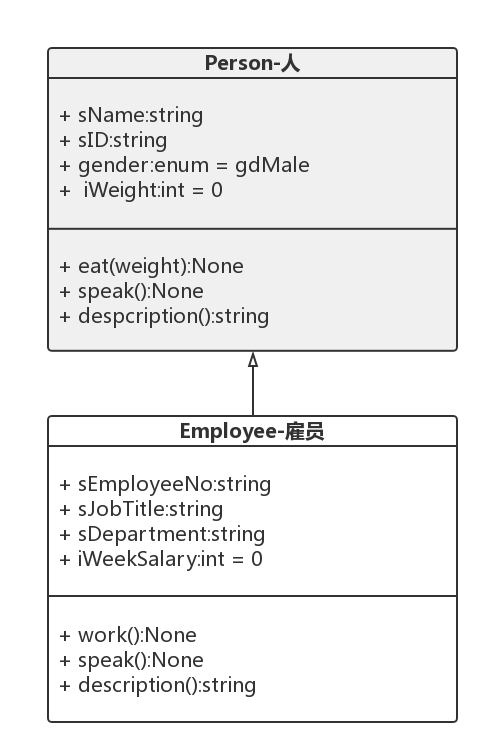 Person-人
+ sName:string
+ sID:string
+ gender:enum = gdMale
+ iWeight:int = 0
+ eat(weight):None
+ speak():None
+ despcription():string
Employee-雇员
+ sEmployeeNo:string
+ sJobTitle:string
+ sDepartment:string
+ iWeekSalary:int = 0
+ work():None
+ speak():None
+ description():string